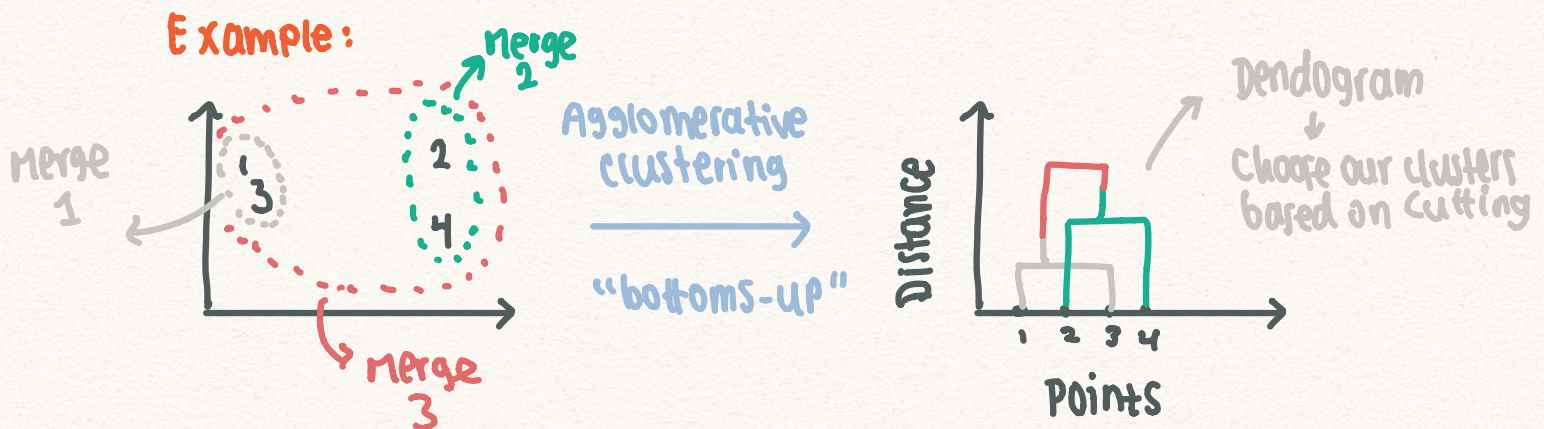 Example:
Merge
2
Merge
1
1
3
2
4
Merge
3
Agglomerative
clustering
"bottoms-up"
Distance
1 2 3 4
Points
Dendogram
Choose our clusters
based on cutting